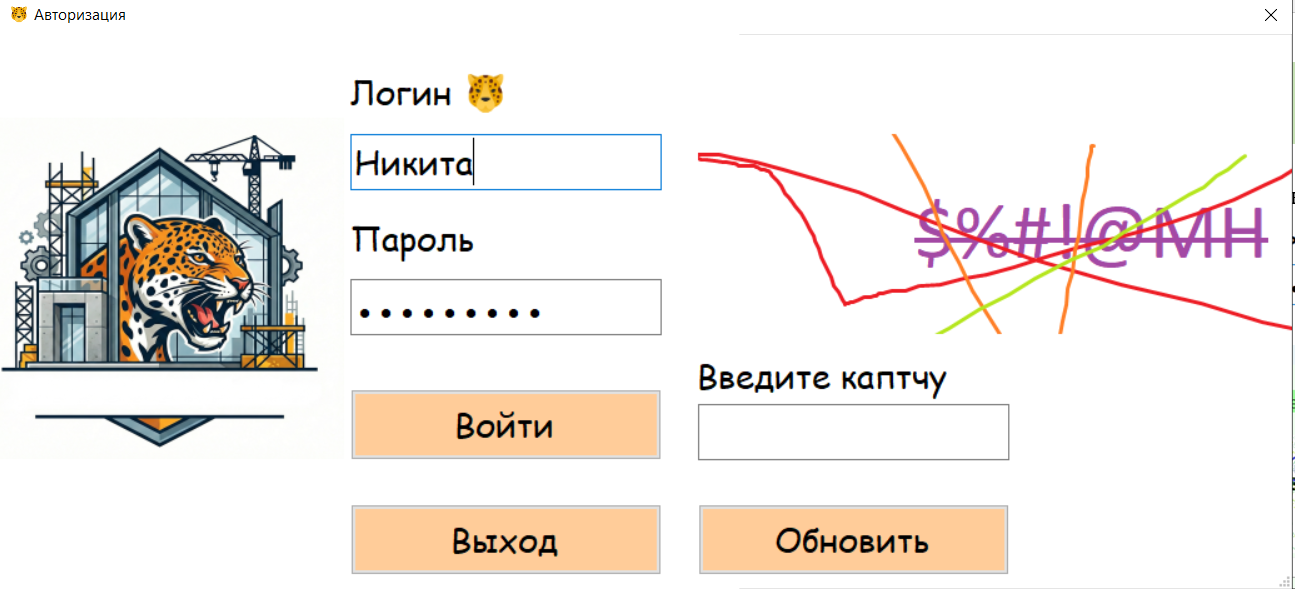 Авторизация
Логин
Никита
Пароль
•••••••••
Войти
Выход
$%#!@MH
Введите каптчу
Обновить